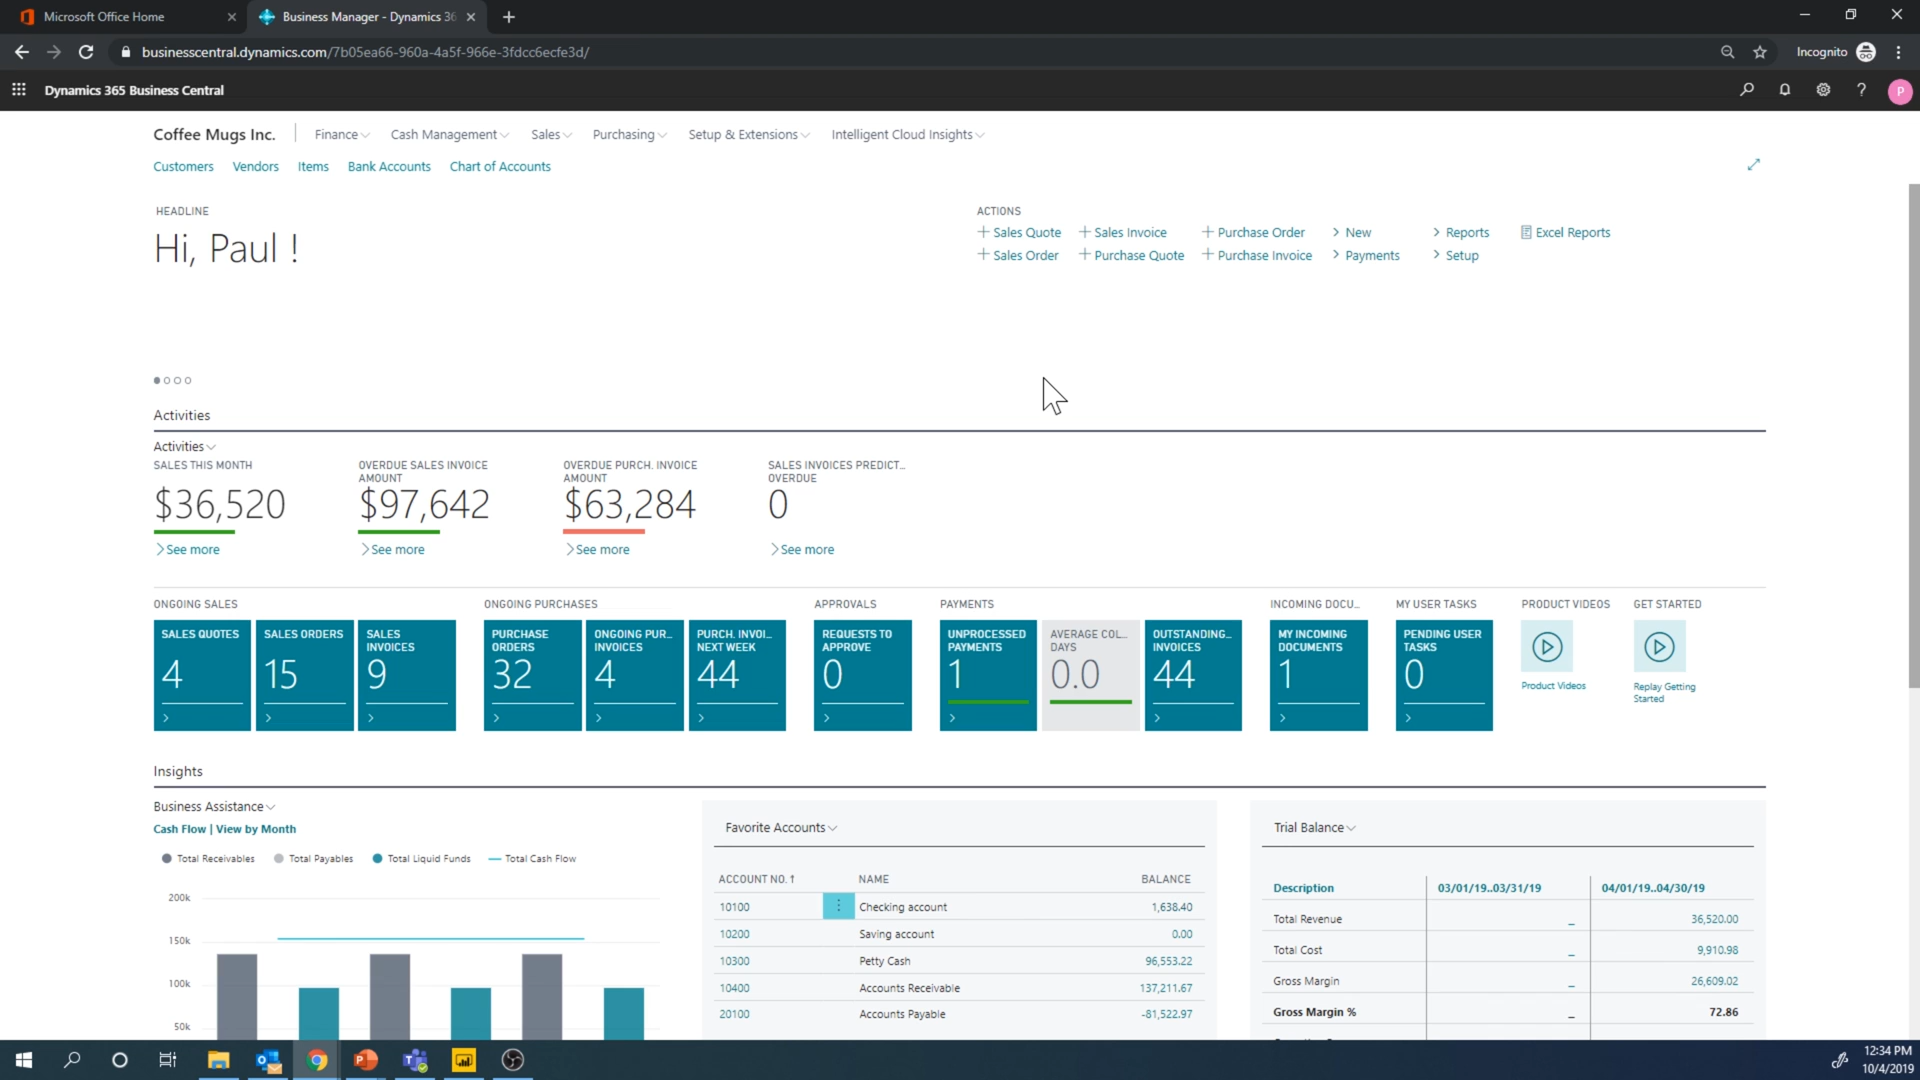 Microsoft Office Home
Business Manager - Dynamics 36
businesscentral.dynamics.com/7b05ea66-960a-4a5f-966e-3fdcc6ecfe3d/
Incognito
Dynamics 365 Business Central
P
Coffee Mugs Inc.
Finance
Cash Management
Sales
Purchasing
Setup & Extensions
Intelligent Cloud Insights
Customers
Vendors
Items
Bank Accounts
Chart of Accounts
HEADLINE
Hi, Paul !
ACTIONS
+ Sales Quote
+ Sales Invoice
+ Purchase Order
> New
> Reports
Excel Reports
+ Sales Order
+ Purchase Quote
+ Purchase Invoice
> Payments
> Setup
Activities
Activities
SALES THIS MONTH
$36,520
>See more
OVERDUE SALES INVOICE
AMOUNT
$97,642
>See more
OVERDUE PURCH. INVOICE
AMOUNT
$63,284
>See more
SALES INVOICES PREDICT...
OVERDUE
0
>See more
ONGOING SALES
SALES QUOTES
4
SALES ORDERS
15
SALES
INVOICES
9
ONGOING PURCHASES
PURCHASE
ORDERS
32
ONGOING PUR...
INVOICES
4
PURCH. INVOI...
NEXT WEEK
44
APPROVALS
REQUESTS TO
APPROVE
0
PAYMENTS
UNPROCESSED
PAYMENTS
1
AVERAGE COL...
DAYS
0.0
OUTSTANDING...
INVOICES
44
INCOMING DOCU...
MY INCOMING
DOCUMENTS
1
MY USER TASKS
PENDING USER
TASKS
0
PRODUCT VIDEOS
Product Videos
GET STARTED
Replay Getting
Started
Insights
Business Assistance
Cash Flow | View by Month
Total Receivables
Total Payables
Total Liquid Funds
Total Cash Flow
200k
150k
100k
50k
Favorite Accounts
ACCOUNT NO. ↑ NAME BALANCE
10100 Checking account 1,638.40
10200 Saving account 0.00
10300 Petty Cash 96,553.22
10400 Accounts Receivable 137,211.67
20100 Accounts Payable -81,522.97
Trial Balance
Description 03/01/19..03/31/19 04/01/19..04/30/19
Total Revenue _ 36,520.00
Total Cost _ 9,910.98
Gross Margin _ 26,609.02
Gross Margin % _ 72.86
12:34 PM
10/4/2019